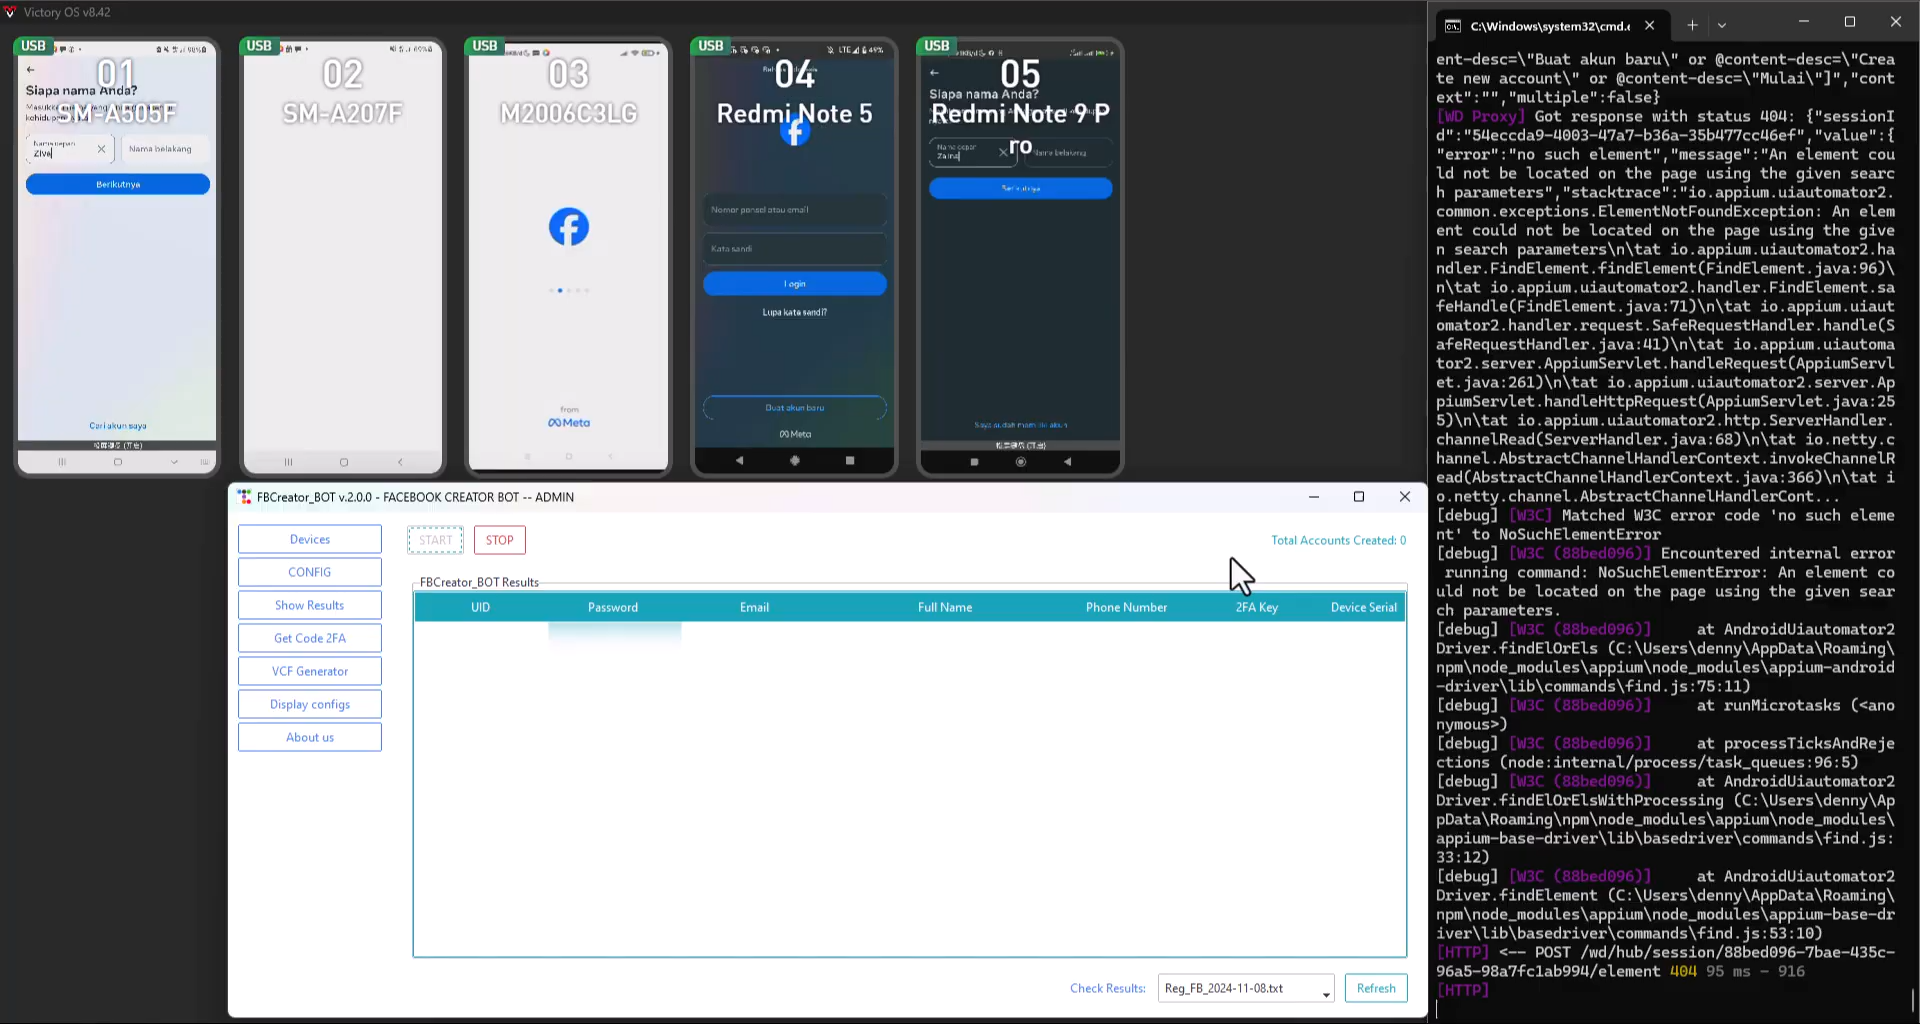 Victory OS v8.42
USB
01
SM-A505F
Siapa nama Anda?
Nama depan
Ziva
Nama belakang
Berikutnya
Cari akun saya
USB
02
SM-A207F
USB
03
M2006C3LG
from
Meta
USB
LTE
49%
04
Redmi Note 5
Nomor ponsel atau email
Kata sandi
Login
Lupa kata sandi?
Buat akun baru
Meta
USB
05
Redmi Note 9 P
ro
Siapa nama Anda?
Nama depan
Zaina
Nama belakang
Berikutnya
Saya sudah memiliki akun
FBCreator_BOT v.2.0.0 - FACEBOOK CREATOR BOT -- ADMIN
Devices
CONFIG
Show Results
Get Code 2FA
VCF Generator
Display configs
About us
START
STOP
Total Accounts Created: 0
FBCreator_BOT Results
UID Password Email Full Name Phone Number 2FA Key Device Serial
Check Results: Reg_FB_2024-11-08.txt Refresh
C:\Windows\system32\cmd.e
ent-desc=\"Buat akun baru\" or @content-desc=\"Crea
te new account\" or @content-desc=\"Mulai\"]","cont
ext":"","multiple":false}
[WD Proxy] Got response with status 404: {"sessionI
d":"54eccda9-4003-47a7-b36a-35b477cc46ef","value":{
"error":"no such element","message":"An element cou
ld not be located on the page using the given searc
h parameters","stacktrace":"io.appium.uiautomator2.
common.exceptions.ElementNotFoundException: An elem
ent could not be located on the page using the give
n search parameters\n\tat io.appium.uiautomator2.ha
ndler.FindElement.findElement(FindElement.java:96)\
n\tat io.appium.uiautomator2.handler.FindElement.sa
feHandle(FindElement.java:71)\n\tat io.appium.uiaut
omator2.handler.request.SafeRequestHandler.handle(S
afeRequestHandler.java:41)\n\tat io.appium.uiautoma
tor2.server.AppiumServlet.handleRequest(AppiumServl
et.java:261)\n\tat io.appium.uiautomator2.server.Ap
piumServlet.handleHttpRequest(AppiumServlet.java:25
5)\n\tat io.appium.uiautomator2.http.ServerHandler.
channelRead(ServerHandler.java:68)\n\tat io.netty.c
hannel.AbstractChannelHandlerContext.invokeChannelR
ead(AbstractChannelHandlerContext.java:366)\n\tat i
o.netty.channel.AbstractChannelHandlerCont...
[debug] [W3C] Matched W3C error code 'no such eleme
nt' to NoSuchElementError
[debug] [W3C (88bed096)] Encountered internal error
running command: NoSuchElementError: An element co
uld not be located on the page using the given sear
ch parameters.
[debug] [W3C (88bed096)] at AndroidUiautomator2
Driver.findElOrEls (C:\Users\denny\AppData\Roaming\
npm\node_modules\appium\node_modules\appium-android
-driver\lib\commands\find.js:75:11)
[debug] [W3C (88bed096)] at runMicrotasks (<ano
nymous>)
[debug] [W3C (88bed096)] at processTicksAndReje
ctions (node:internal/process/task_queues:96:5)
[debug] [W3C (88bed096)] at AndroidUiautomator2
Driver.findElOrElsWithProcessing (C:\Users\denny\Ap
pData\Roaming\npm\node_modules\appium\node_modules\
appium-base-driver\lib\basedriver\commands\find.js:
33:12)
[debug] [W3C (88bed096)] at AndroidUiautomator2
Driver.findElement (C:\Users\denny\AppData\Roaming\
npm\node_modules\appium\node_modules\appium-base-dr
iver\lib\basedriver\commands\find.js:53:10)
[HTTP] <-- POST /wd/hub/session/88bed096-7bae-435c-
96a5-98a7fc1ab994/element 404 95 ms - 916
[HTTP]